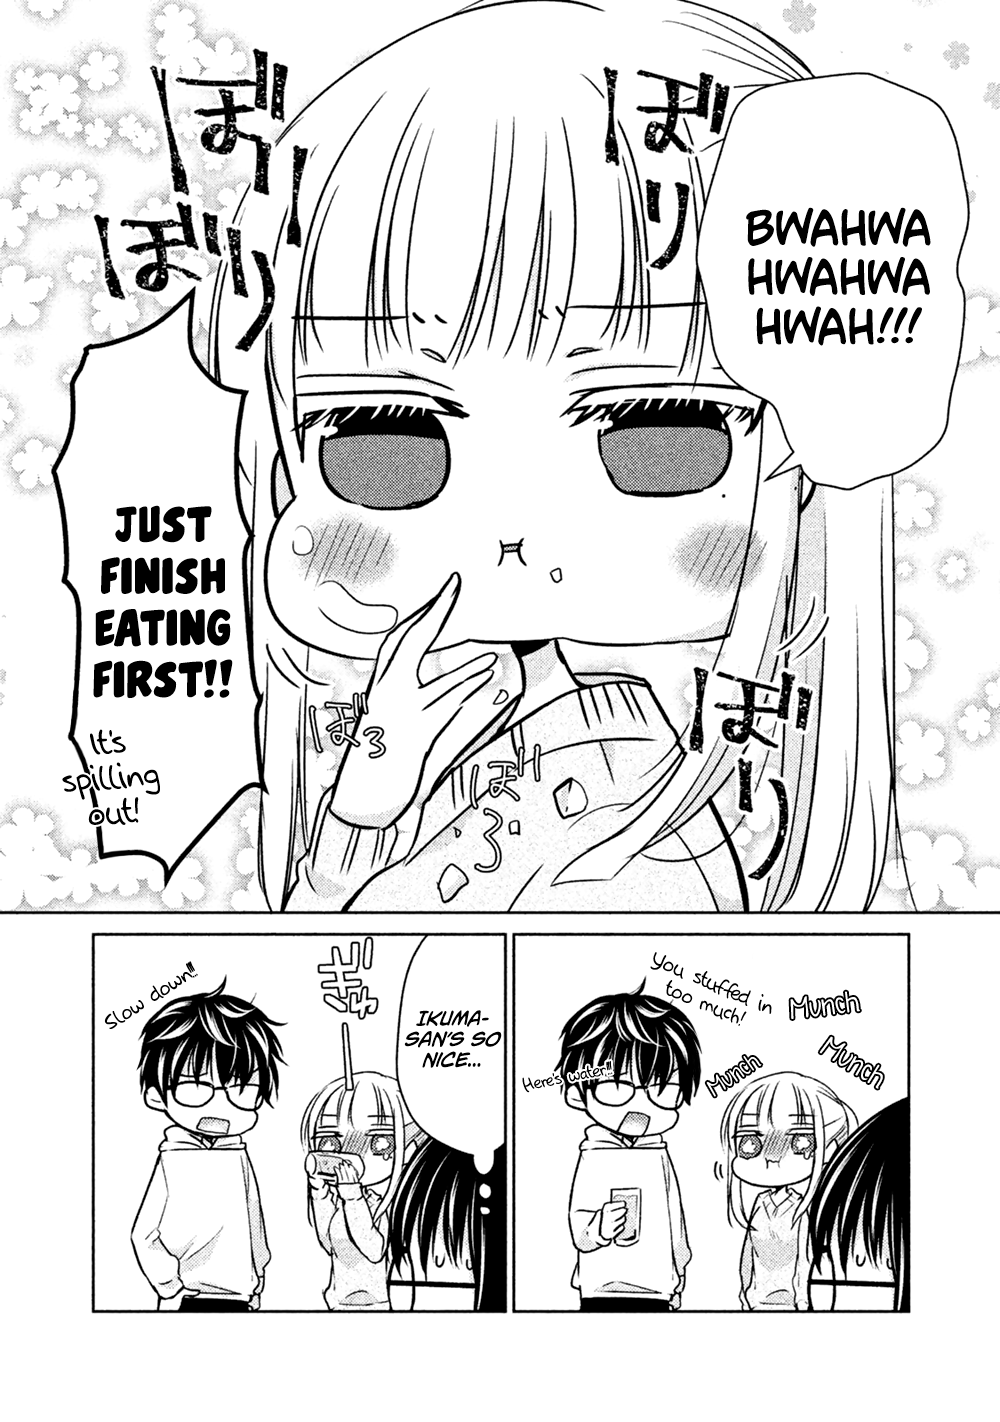 BWAHWA
HWAHWA
HWAH!!!
ぼり
ぼり
ぼ
ぼり
JUST
FINISH
EATING
FIRST!!
It's
spilling
out!
ぼろ
ぼろ
You stuffed in
too much!
Munch
Munch
Munch
Here's water!!
IKUMA-
SAN'S SO
NICE...
ぎゅ
Slow down!!